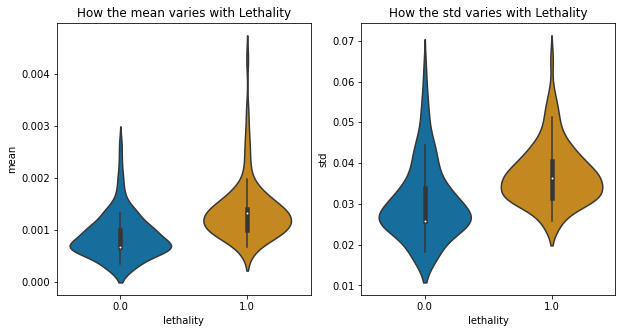 How the mean varies with Lethality
0.004
0.003
0.002
0.001
0.000
mean
0.0
1.0
lethality
How the std varies with Lethality
0.07
0.06
0.05
0.04
0.03
0.02
0.01
std
0.0
1.0
lethality